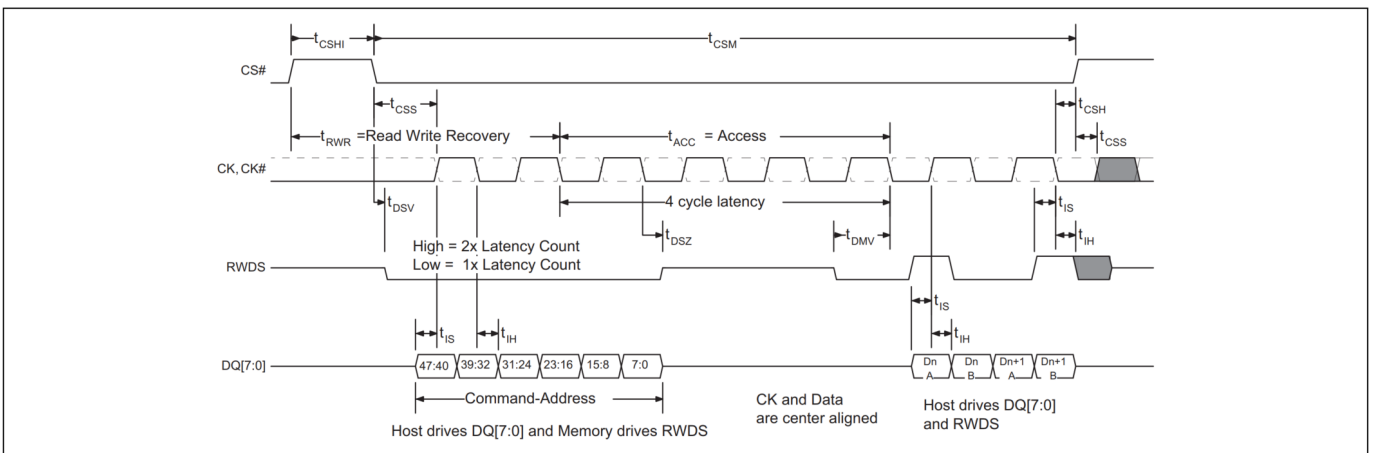 tCSHI
tCSM
CS#
tCSS
tCSH
tRWR =Read Write Recovery
tACC = Access
tCSS
CK, CK#
tDSV
4 cycle latency
tIS
tDSZ
tDMV
tIH
High = 2x Latency Count
Low = 1x Latency Count
RWDS
tIS
tIS
tIH
tIH
DQ[7:0]
47:40 39:32 31:24 23:16 15:8 7:0
Dn A
Dn B
Dn+1 A
Dn+1 B
Command-Address
CK and Data
are center aligned
Host drives DQ[7:0]
and RWDS
Host drives DQ[7:0] and Memory drives RWDS